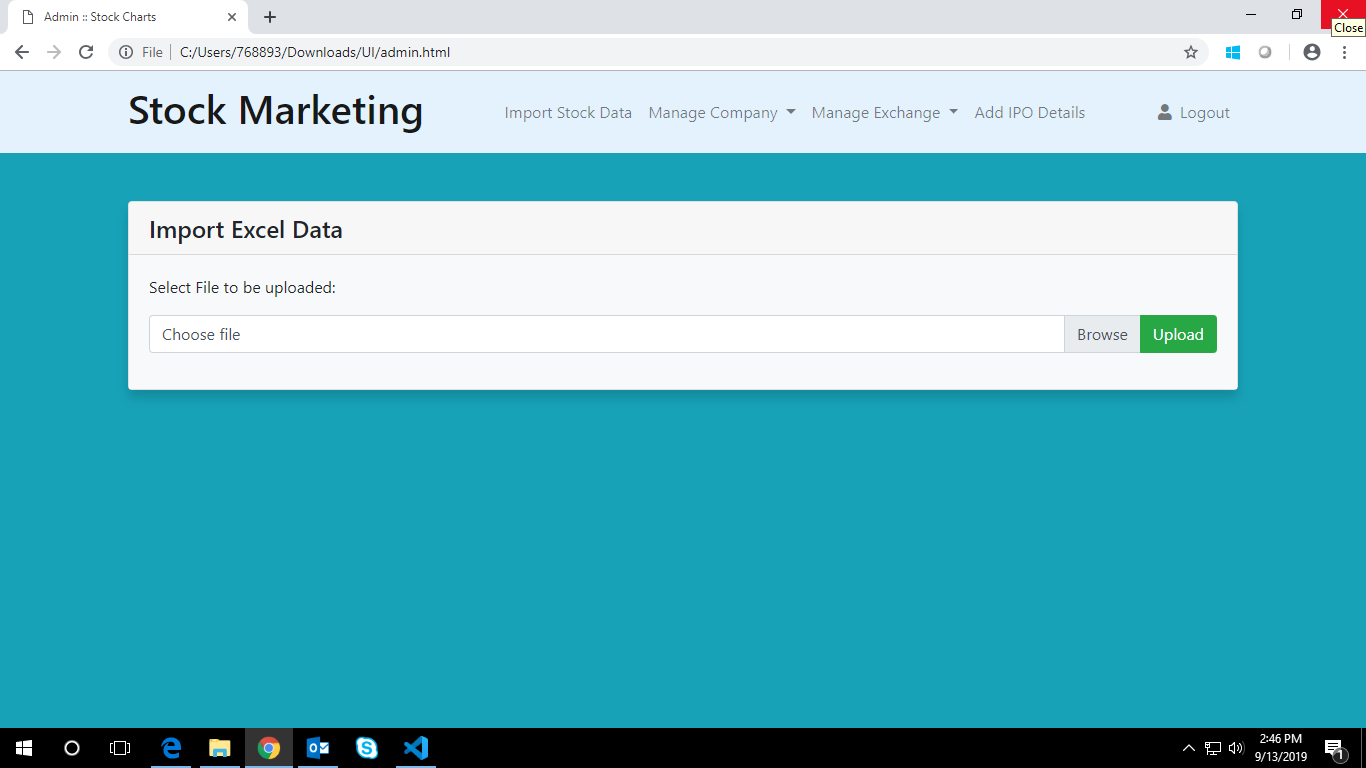 Admin :: Stock Charts
Close
File
C:/Users/768893/Downloads/UI/admin.html
Stock Marketing
Import Stock Data
Manage Company
Manage Exchange
Add IPO Details
Logout
Import Excel Data
Select File to be uploaded:
Choose file
Browse
Upload
2:46 PM
9/13/2019
1